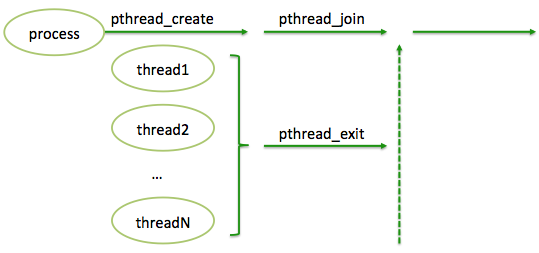 process
pthread_create
pthread_join
thread1
thread2
pthread_exit
...
threadN